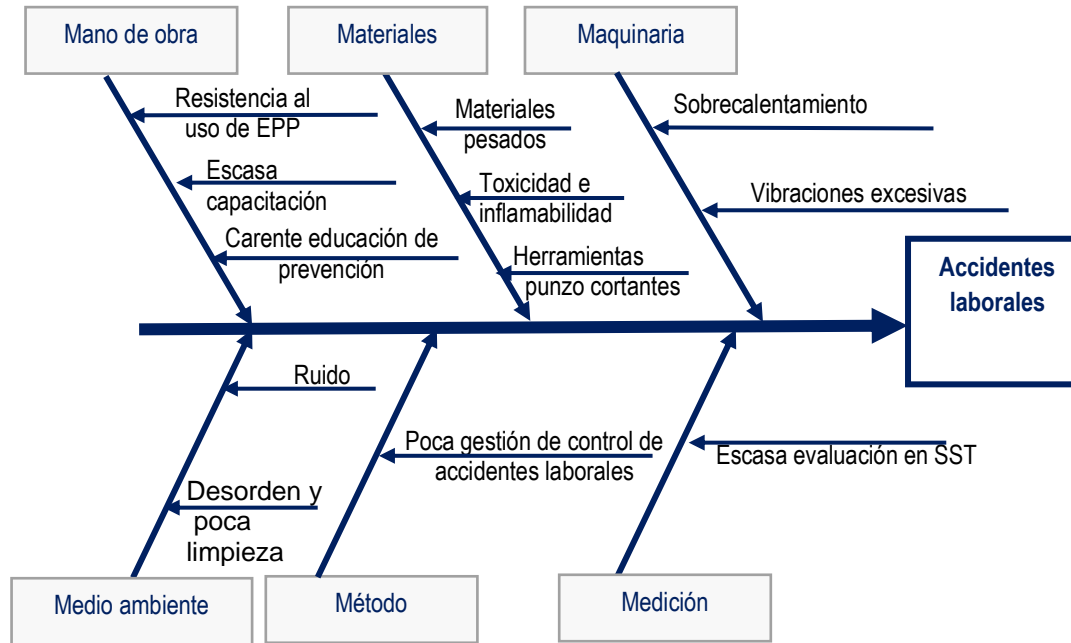 Mano de obra
Materiales
Maquinaria
Resistencia al
uso de EPP
Escasa
capacitación
Carente educación de
prevención
Materiales
pesados
Toxicidad e
inflamabilidad
Herramientas
punzo cortantes
Sobrecalentamiento
Vibraciones excesivas
Accidentes
laborales
Ruido
Desorden y
poca
limpieza
Poca gestión de control de
accidentes laborales
Escasa evaluación en SST
Medio ambiente
Método
Medición